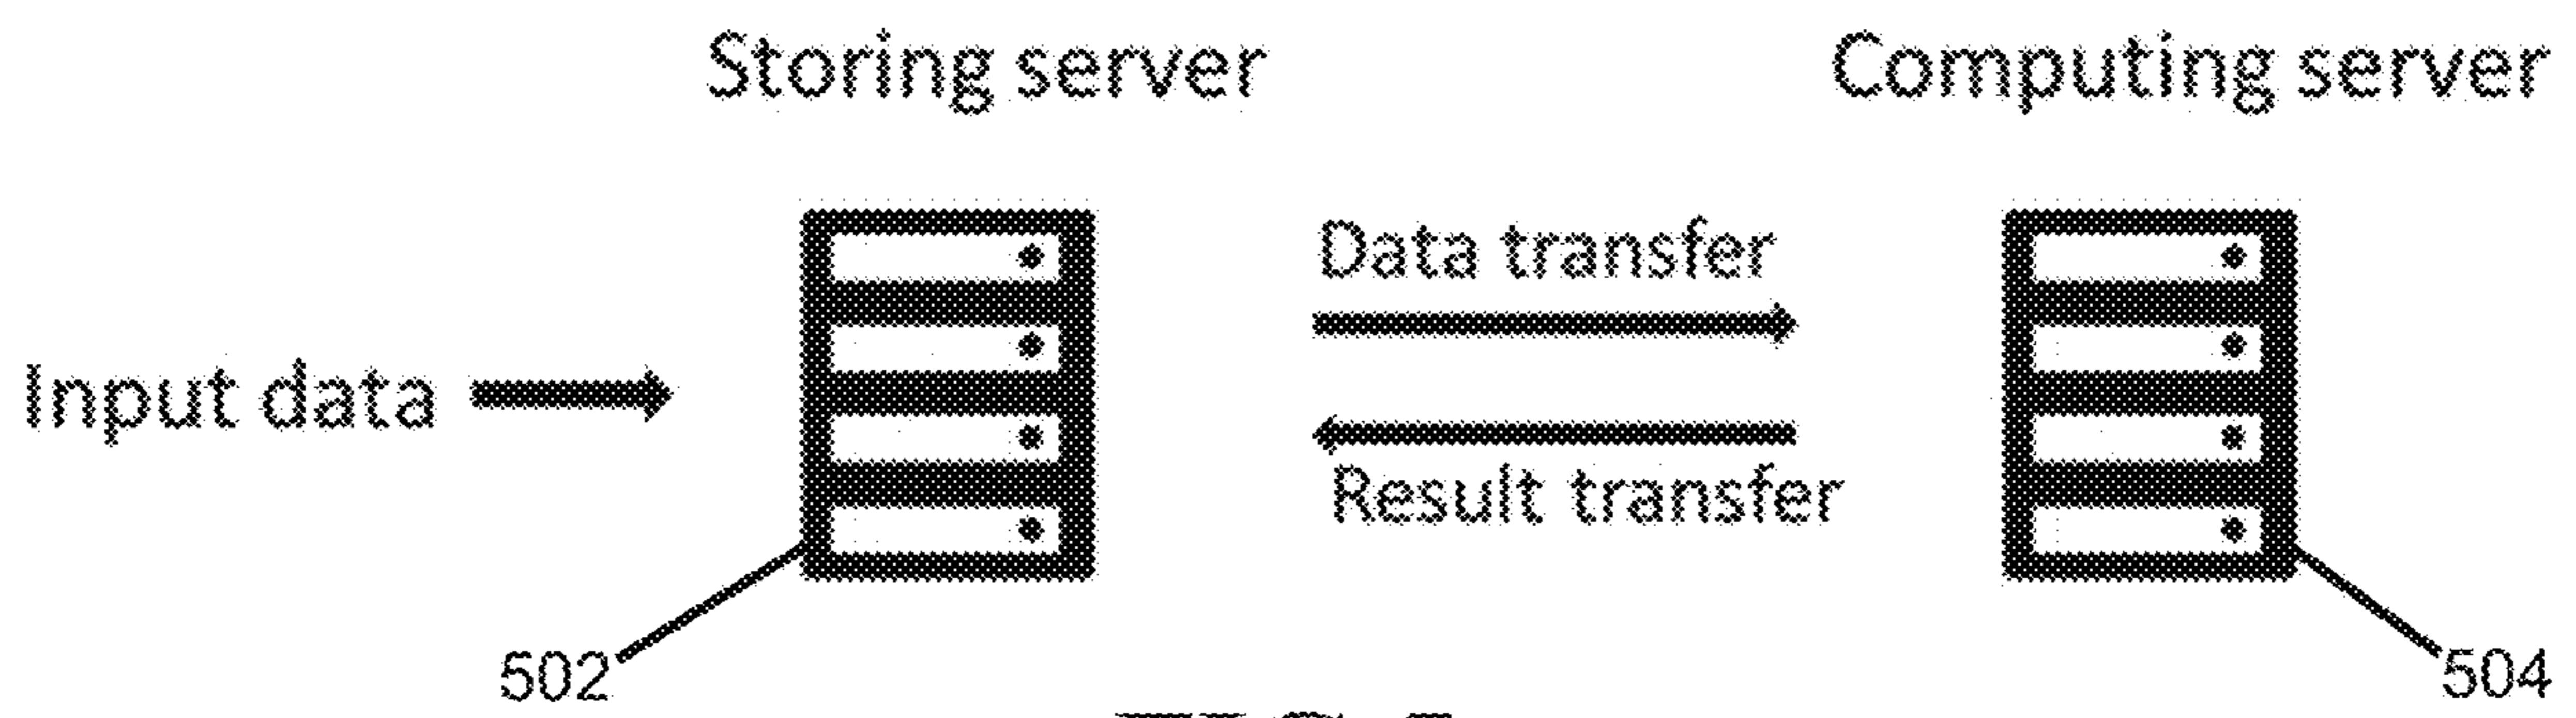 Storing server
Computing server
Data transfer
Input data
Result transfer
502
504